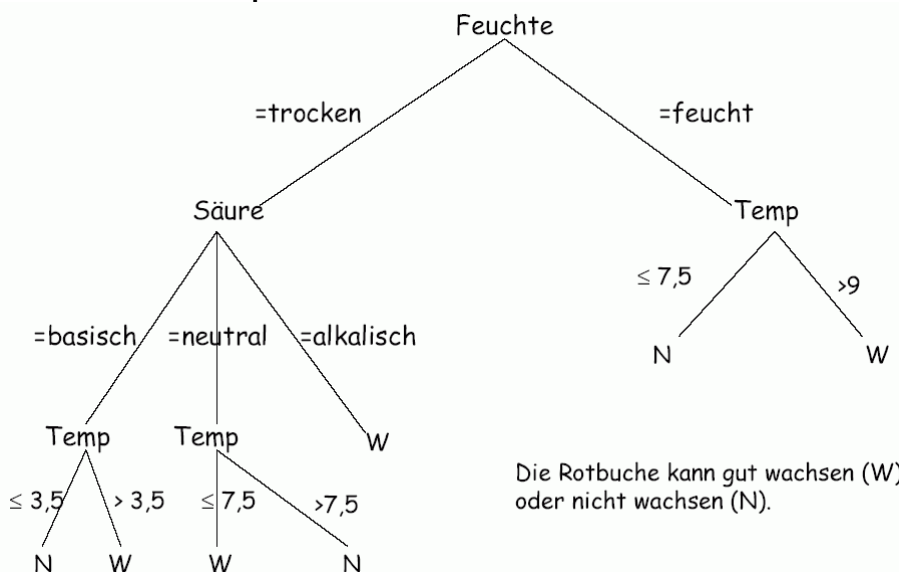 Feuchte
=trocken
=feucht
Säure
Temp
≤ 7,5
>9
=basisch
=neutral
=alkalisch
N
W
Temp
Temp
W
Die Rotbuche kann gut wachsen (W)
oder nicht wachsen (N).
≤ 3,5
> 3,5
≤ 7,5
>7,5
N
W
W
N